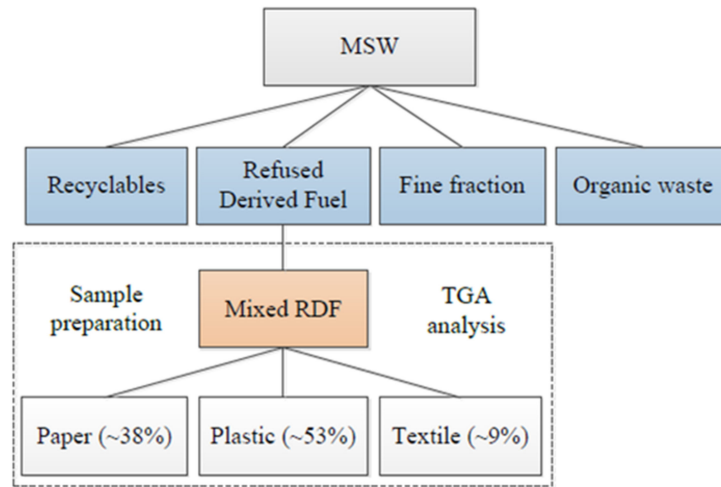 MSW
Recyclables
Refused
Derived Fuel
Fine fraction
Organic waste
Sample
preparation
Mixed RDF
TGA
analysis
Paper (~38%)
Plastic (~53%)
Textile (~9%)